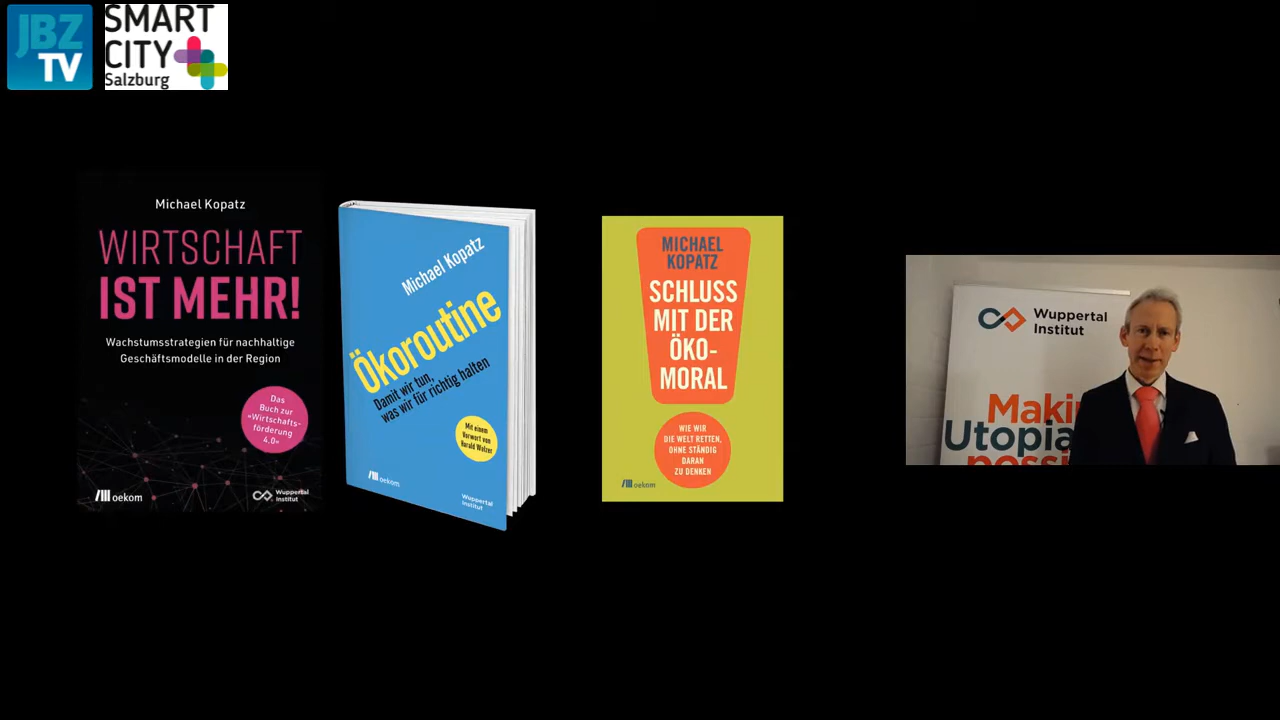 JBZ
TV
SMART
CITY
Salzburg
Michael Kopatz
WIRTSCHAFT
IST MEHR!
Wachstumsstrategien für nachhaltige
Geschäftsmodelle in der Region
Das
Buch zur
»Wirtschafts-
förderung
4.0«
oekom
Wuppertal
Institut
Michael Kopatz
Ökoroutine
Damit wir tun,
was wir für richtig halten
Mit einem
Vorwort von
Harald Welzer
oekom
Wuppertal
Institut
MICHAEL
KOPATZ
SCHLUSS
MIT DER
ÖKO-
MORAL
WIE WIR
DIE WELT RETTEN,
OHNE STÄNDIG
DARAN
ZU DENKEN
oekom
Wuppertal
Institut
Maki
Utopia
possi